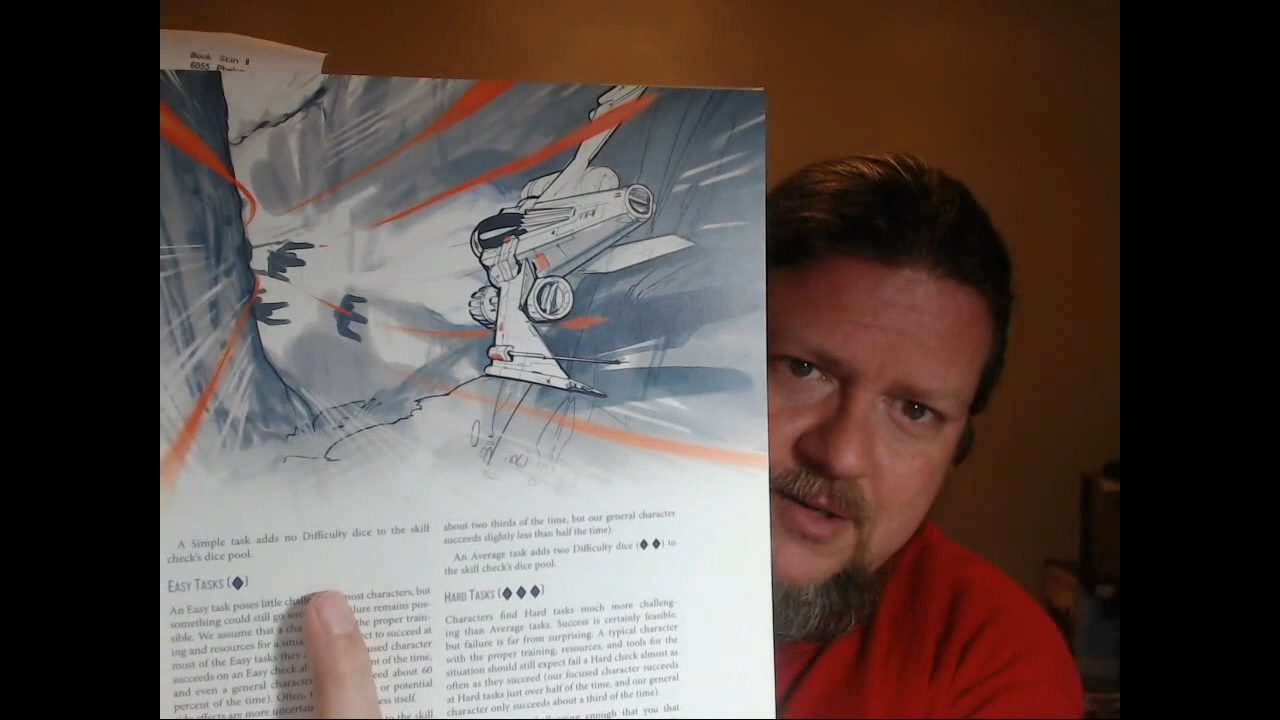 Book Stan
6055
A Simple task adds no Difficulty dice to the skill
check's dice pool.
EASY TASKS (◆)
An Easy task poses little most characters, but
something could still go remains pos-
sible. We assume that a the proper train-
ing and resources for a to succeed at
most of the Easy tasks they character
succeeds on an Easy check of the time,
and even a general character about 60
percent of the time). Often, or potential
effects are more itself.
to the skill
about two thirds of the time, but our general character
succeeds slightly less than half the time).
An Average task adds two Difficulty dice (◆ ◆) to
the skill check's dice pool.
HARD TASKS (◆ ◆ ◆)
Characters find Hard tasks much more challeng-
ing than Average tasks. Success is certainly feasible,
but failure is far from surprising. A typical character
with the proper training, resources, and tools for the
situation should still expect fail a Hard check almost as
often as they succeed (our focused character succeeds
at Hard tasks just over half of the time, and our general
character only succeeds about a third of the time).
enough that you that